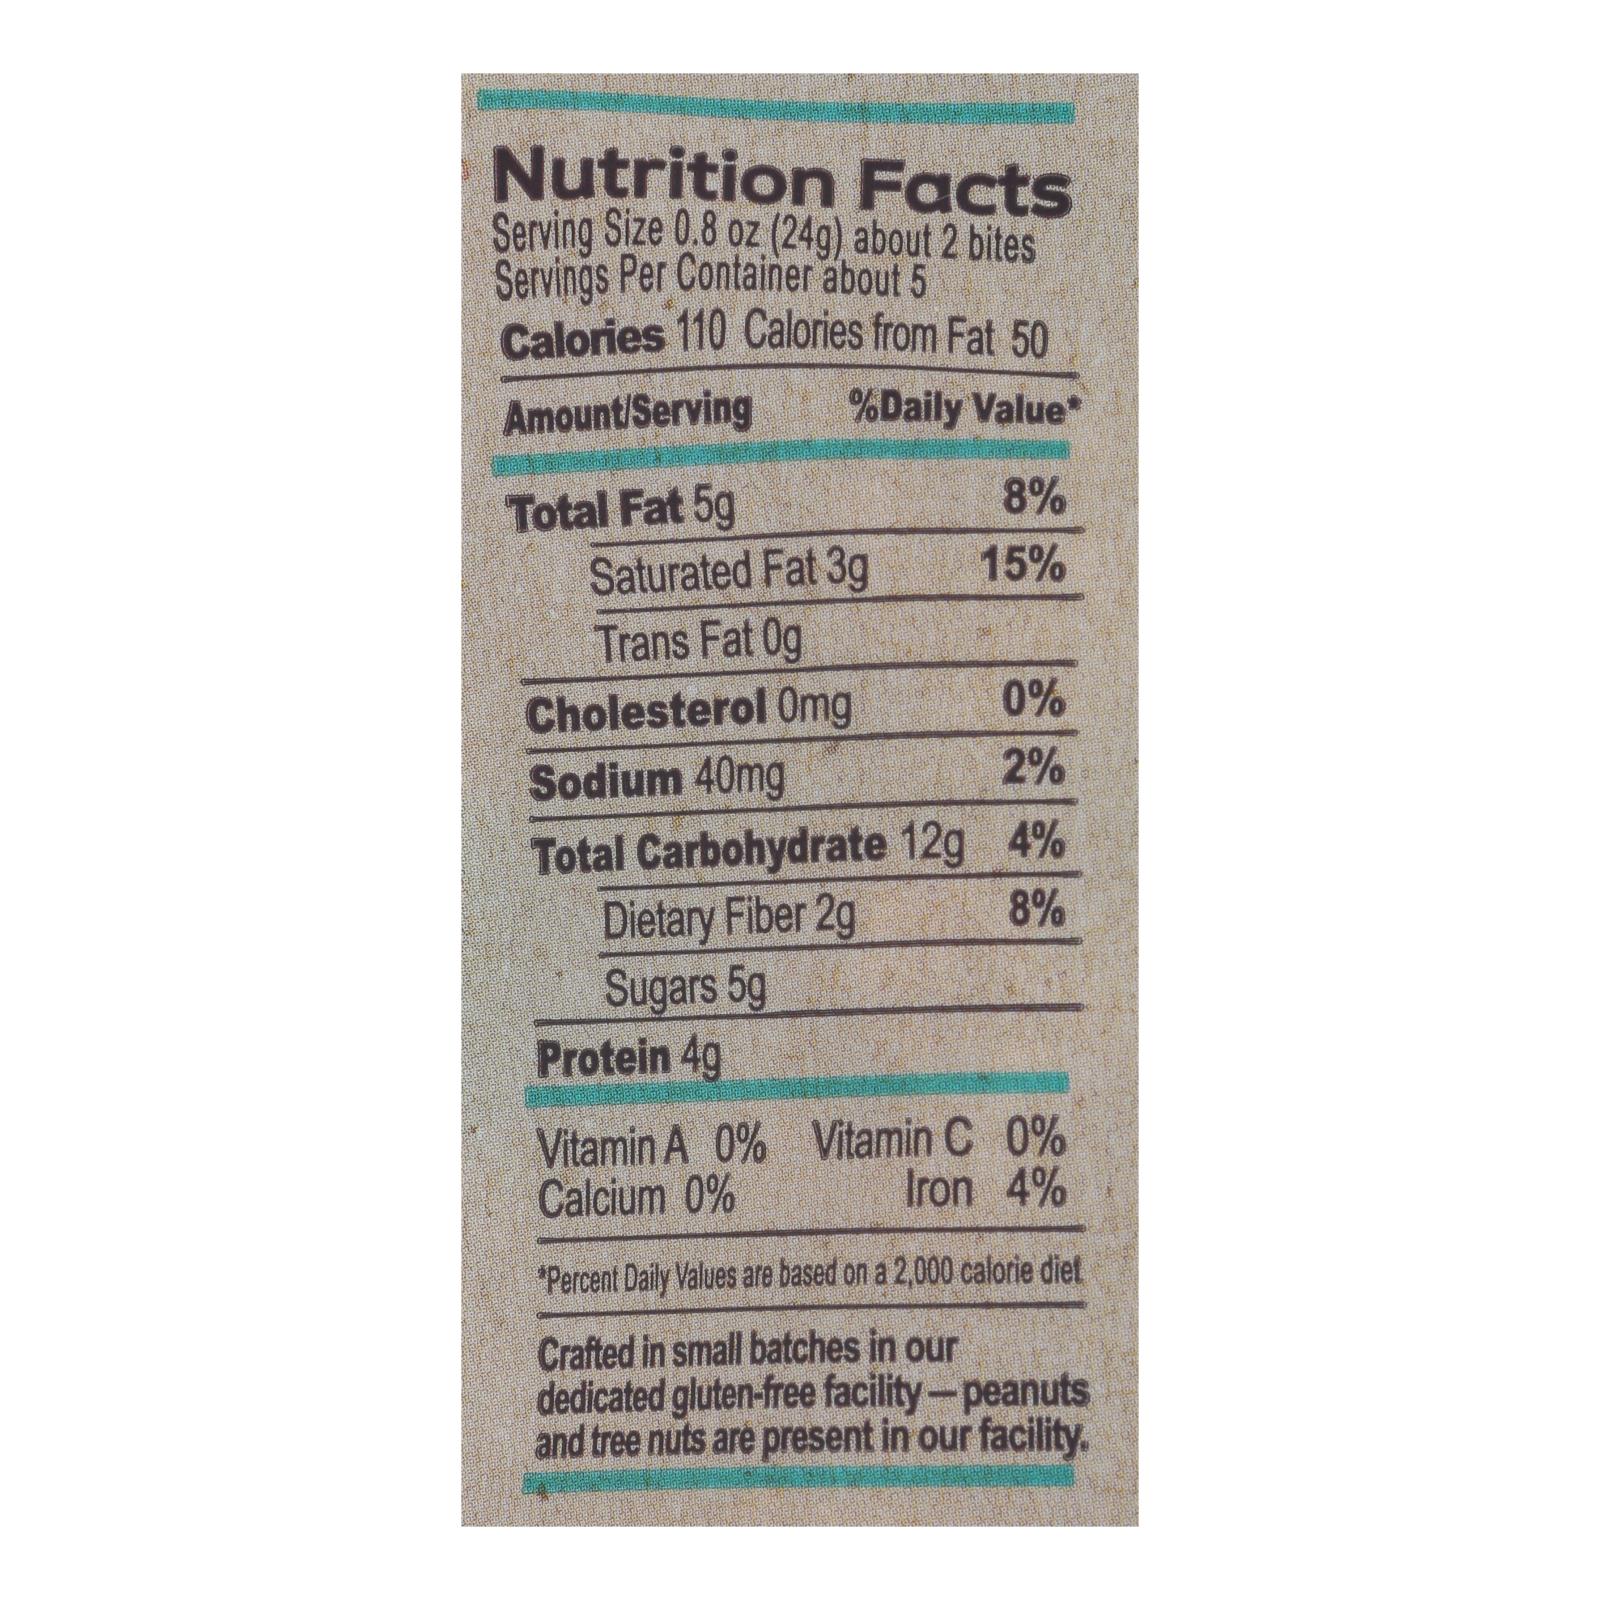 Nutrition Facts
Serving Size 0.8 oz (24g) about 2 bites
Servings Per Container about 5
Calories 110 Calories from Fat 50
Amount/Serving %Daily Value*
Total Fat 5g 8%
Saturated Fat 3g 15%
Trans Fat 0g
Cholesterol 0mg 0%
Sodium 40mg 2%
Total Carbohydrate 12g 4%
Dietary Fiber 2g 8%
Sugars 5g
Protein 4g
Vitamin A 0% Vitamin C 0%
Calcium 0% Iron 4%
*Percent Daily Values are based on a 2,000 calorie diet.
Crafted in small batches in our
dedicated gluten-free facility — peanuts
and tree nuts are present in our facility.